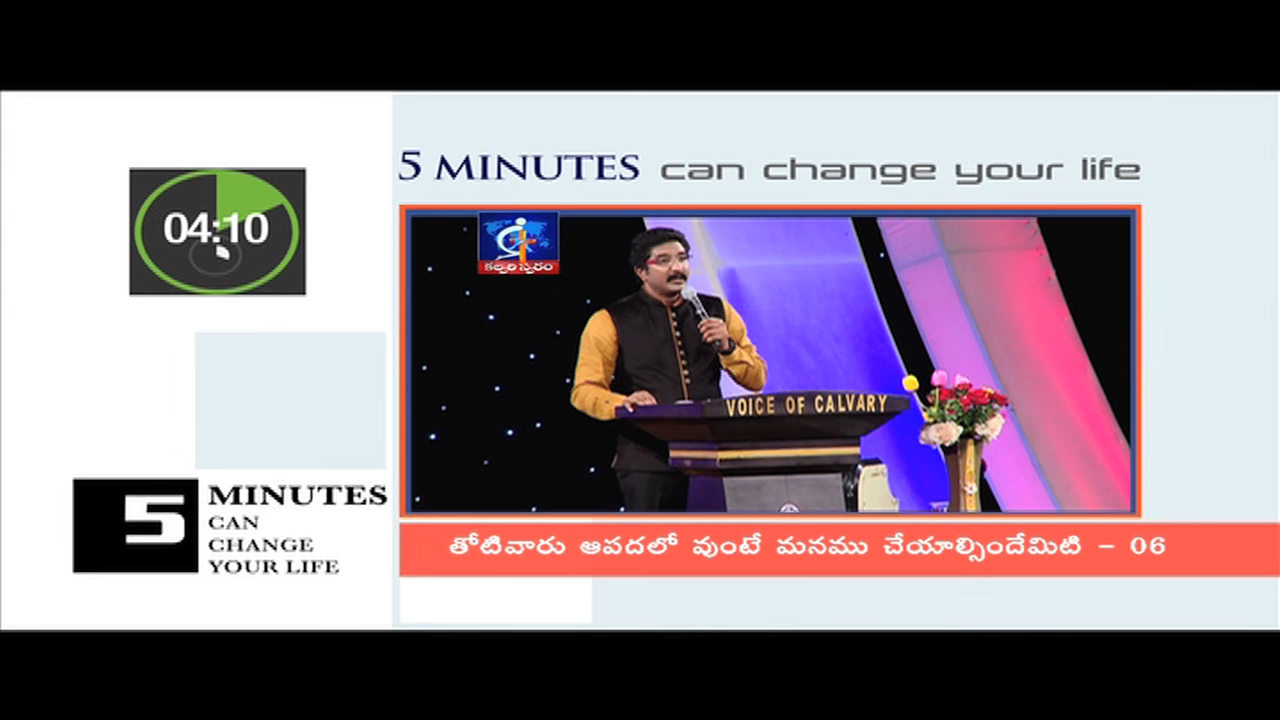 5 MINUTES can change your life
04:10
కల్వరి స్వరం
VOICE OF CALVARY
5 MINUTES
CAN
CHANGE
YOUR LIFE
తోటివారు ఆపదలో వుంటే మనము చేయాల్సిందేమిటి – 06